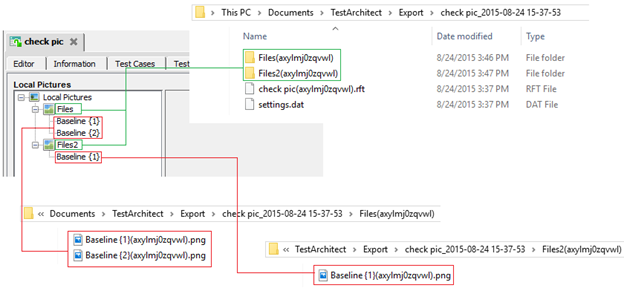 This PC > Documents > TestArchitect > Export > check pic_2015-08-24 15-37-53
Name Date modified Type
Files(axylmj0zqvwl) 8/24/2015 3:46 PM File folder
Files2(axylmj0zqvwl) 8/24/2015 3:47 PM File folder
check pic(axylmj0zqvwl).rft 8/24/2015 3:37 PM RFT File
settings.dat 8/24/2015 3:37 PM DAT File
check pic
Editor Information Test Cases Test
Local Pictures
Local Pictures
Files
Baseline {1}
Baseline {2}
Files2
Baseline {1}
« Documents > TestArchitect > Export > check pic_2015-08-24 15-37-53 > Files(axylmj0zqvwl)
Baseline {1}(axylmj0zqvwl).png
Baseline {2}(axylmj0zqvwl).png
« TestArchitect > Export > check pic_2015-08-24 15-37-53 > Files2(axylmj0zqvwl)
Baseline {1}(axylmj0zqvwl).png